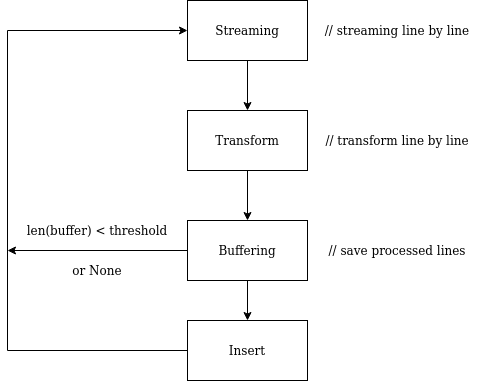 Streaming // streaming line by line
Transform // transform line by line
len(buffer) < threshold
Buffering // save processed lines
or None
Insert